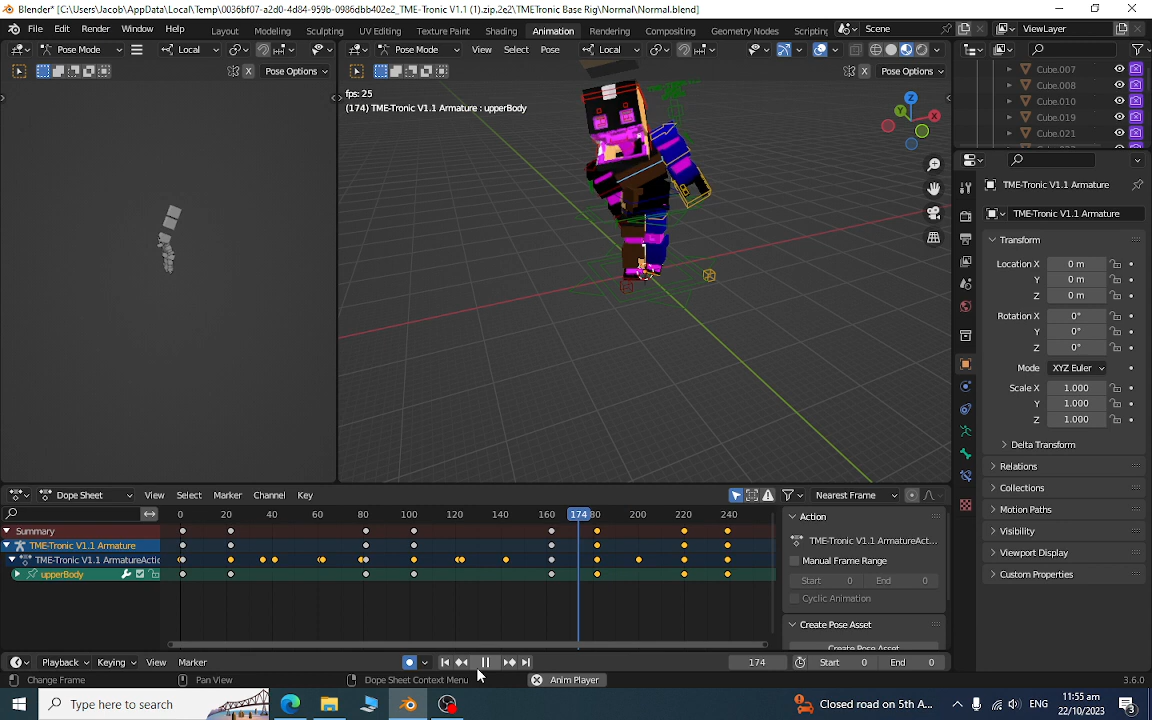 Blender* [C:\Users\Jacob\AppData\Local\Temp\0036bf07-a2d0-4d84-959b-0986dbb402e2_TME-Tronic V1.1 (1).zip.2e2\TMETronic Base Rig\Normal\Normal.blend]
File Edit Render Window Help Layout Modeling Sculpting UV Editing Texture Paint Shading Animation Rendering Compositing Geometry Nodes Scripting Scene ViewLayer
Pose Mode Local Pose Mode View Select Pose Local
X Pose Options X Pose Options
Cube.007
Cube.008
Cube.010
Cube.019
Cube.021
fps: 25
(174) TME-Tronic V1.1 Armature : upperBody
Z
Y
X
TME-Tronic V1.1 Armature
TME-Tronic V1.1 Armature
Transform
Location X 0 m
Y 0 m
Z 0 m
Rotation X 0°
Y 0°
Z 0°
Mode XYZ Euler
Scale X 1.000
Y 1.000
Z 1.000
Delta Transform
Relations
Collections
Motion Paths
Visibility
Viewport Display
Custom Properties
Dope Sheet View Select Marker Channel Key Nearest Frame
0 20 40 60 80 100 120 140 160 174 80 200 220 240
Summary
TME-Tronic V1.1 Armature
TME-Tronic V1.1 ArmatureActio
upperBody
Action
TME-Tronic V1.1 ArmatureAct...
Manual Frame Range
Start 0 End 0
Cyclic Animation
Create Pose Asset
Create Pose Asset
Playback Keying View Marker 174 Start 0 End 0
Change Frame Pan View Dope Sheet Context Menu Anim Player 3.6.0
Type here to search Closed road on 5th A... ENG 11:55 am 22/10/2023 3